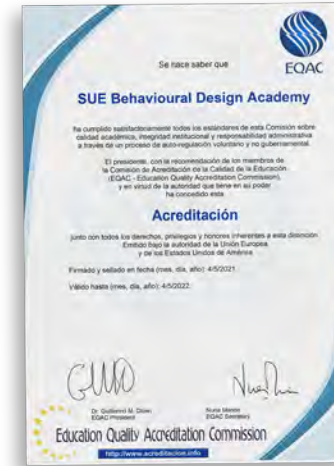 EQAC
Se hace saber que
SUE Behavioural Design Academy
ha cumplido satisfactoriamente todos los estándares de esta Comisión sobre
calidad académica, integridad institucional y responsabilidad administrativa
a través de un proceso de auto-regulación voluntario y no gubernamental.
El presidente, con la recomendación de los miembros de
la Comisión de Acreditación de la Calidad de la Educación
(EQAC - Education Quality Accreditation Commission),
y en virtud de la autoridad que tiene en su poder
ha concedido esta
Acreditación
junto con todos los derechos, privilegios y honores inherentes a esta distinción.
Emitido bajo la autoridad de la Unión Europea
y de los Estados Unidos de América.
Firmado y sellado en fecha (mes, día, año): 4/5/2021.
Válido hasta (mes, día, año): 4/5/2022.
EQAC President
EQAC Secretary
Education Quality Accreditation Commission
http://www.acreditacion.info